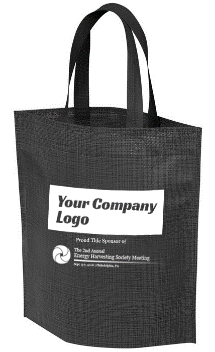 Your Company
Logo
Proud Title Sponsor of
The 2nd Annual
Energy Harvesting Society Meeting